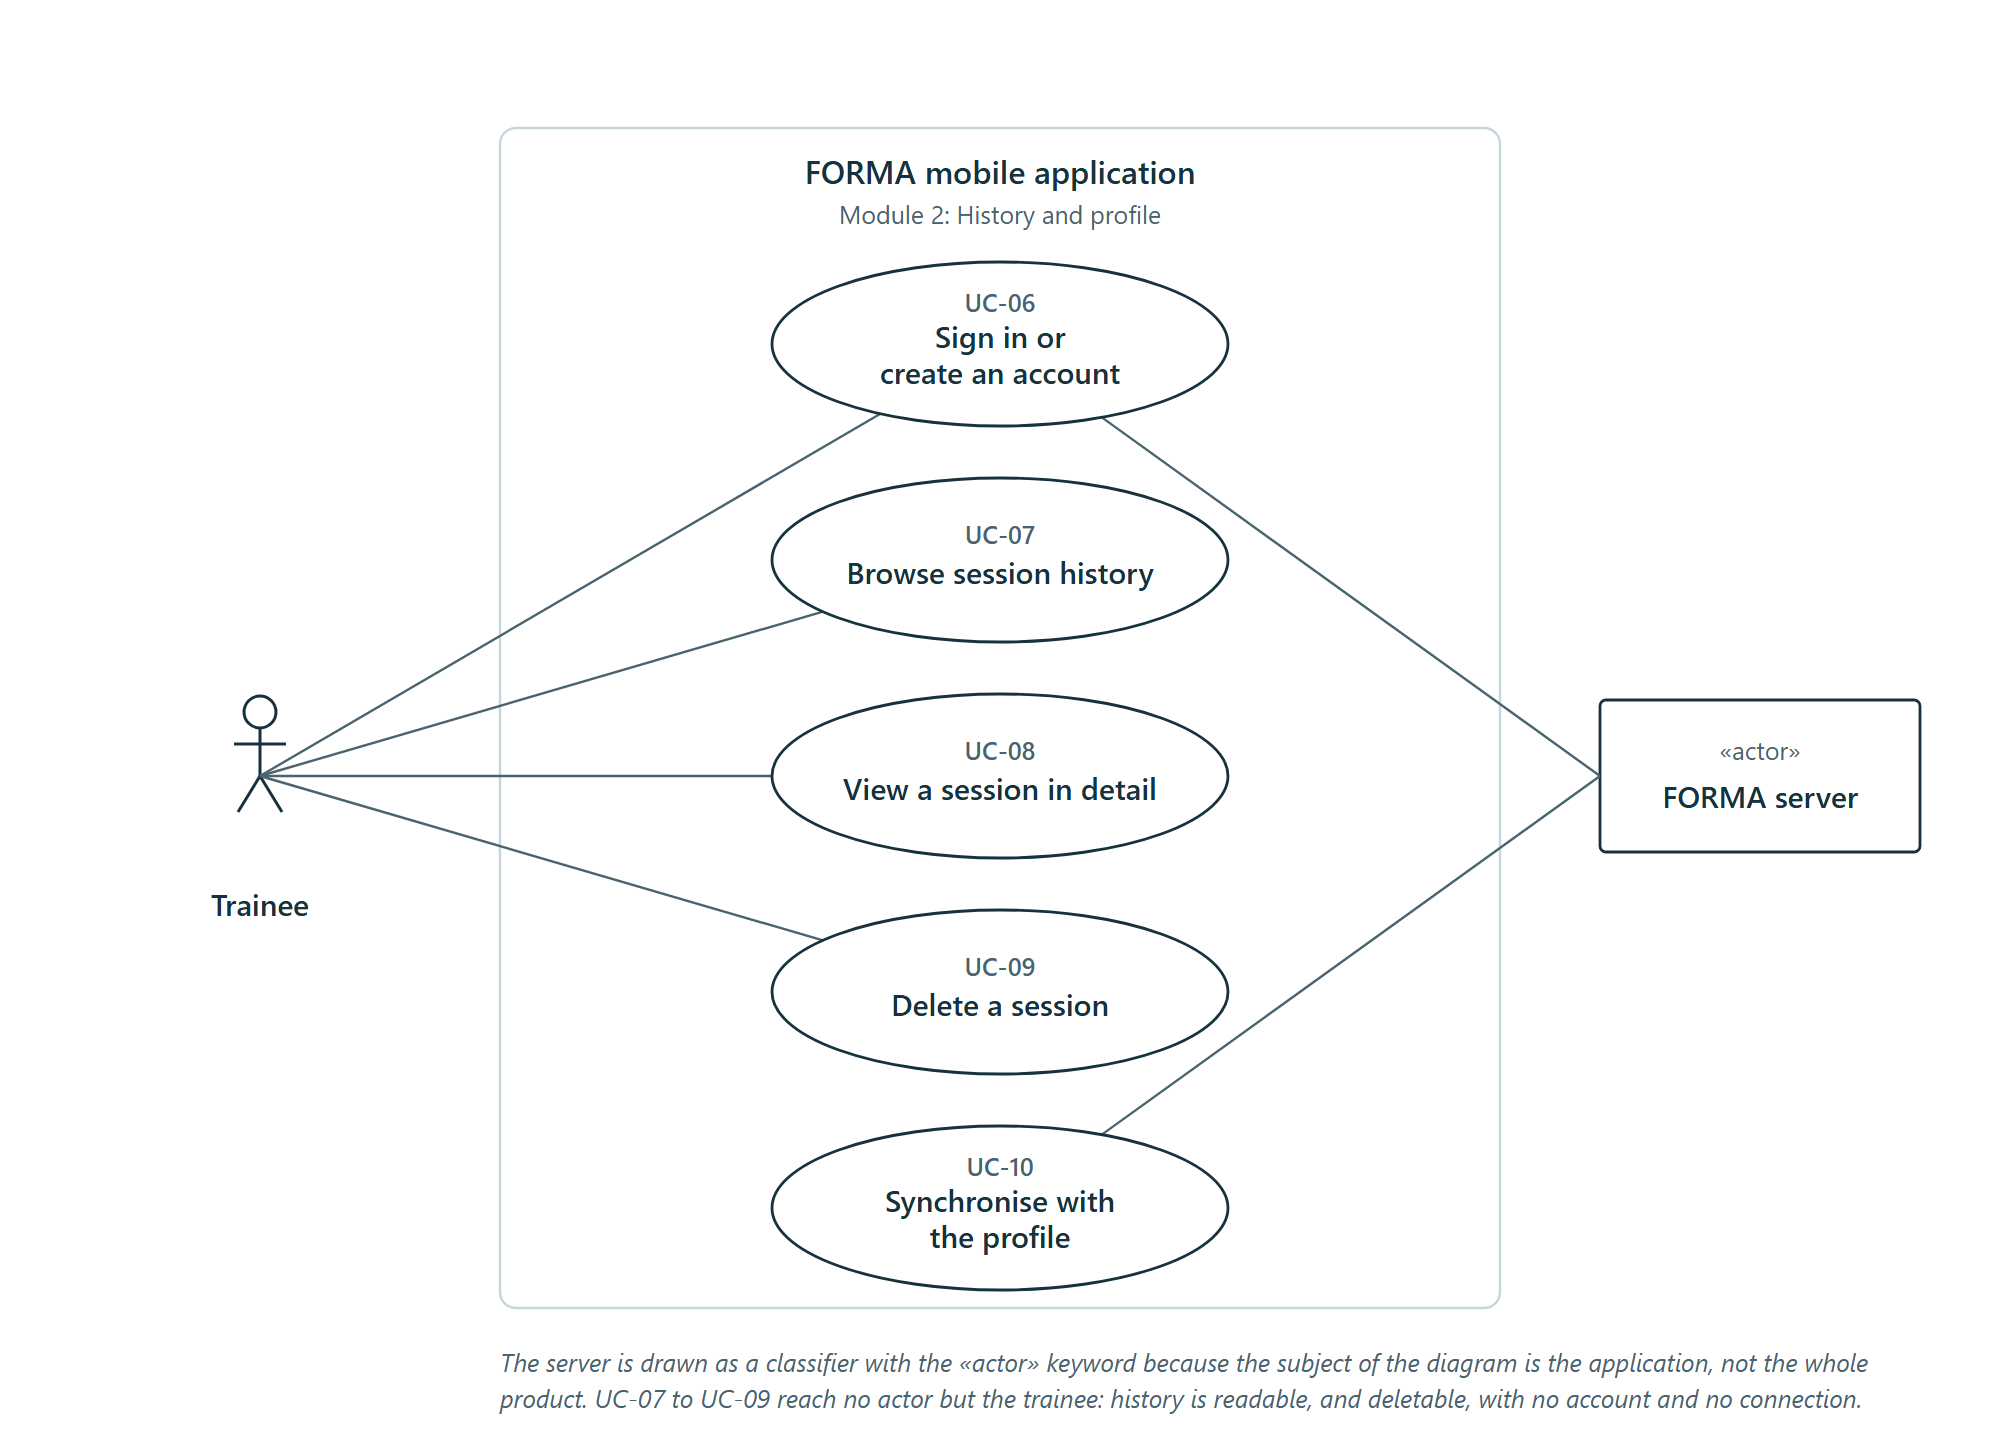 FORMA mobile application
Module 2: History and profile
UC-06
Sign in or
create an account
UC-07
Browse session history
UC-08
View a session in detail
«actor»
FORMA server
Trainee
UC-09
Delete a session
UC-10
Synchronise with
the profile
The server is drawn as a classifier with the «actor» keyword because the subject of the diagram is the application, not the whole
product. UC-07 to UC-09 reach no actor but the trainee: history is readable, and deletable, with no account and no connection.